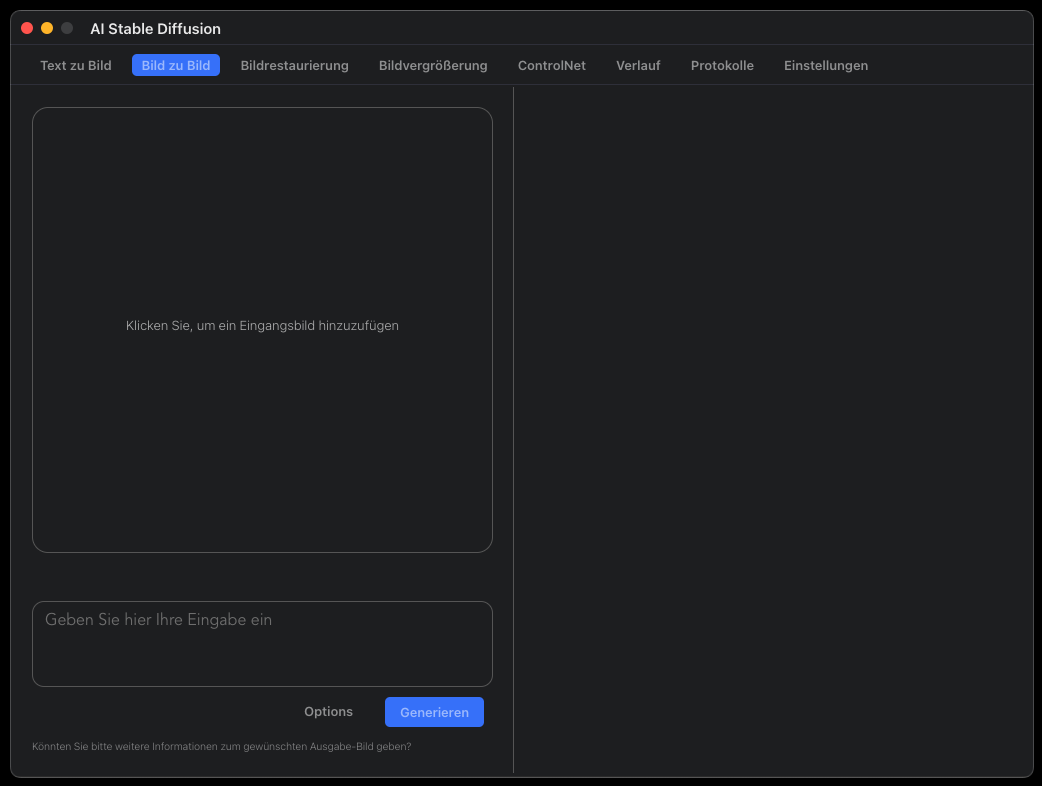 AI Stable Diffusion
Text zu Bild Bild zu Bild Bildrestaurierung Bildvergrößerung ControlNet Verlauf Protokolle Einstellungen
Klicken Sie, um ein Eingangsbild hinzuzufügen
Geben Sie hier Ihre Eingabe ein
Options Generieren
Könnten Sie bitte weitere Informationen zum gewünschten Ausgabe-Bild geben?